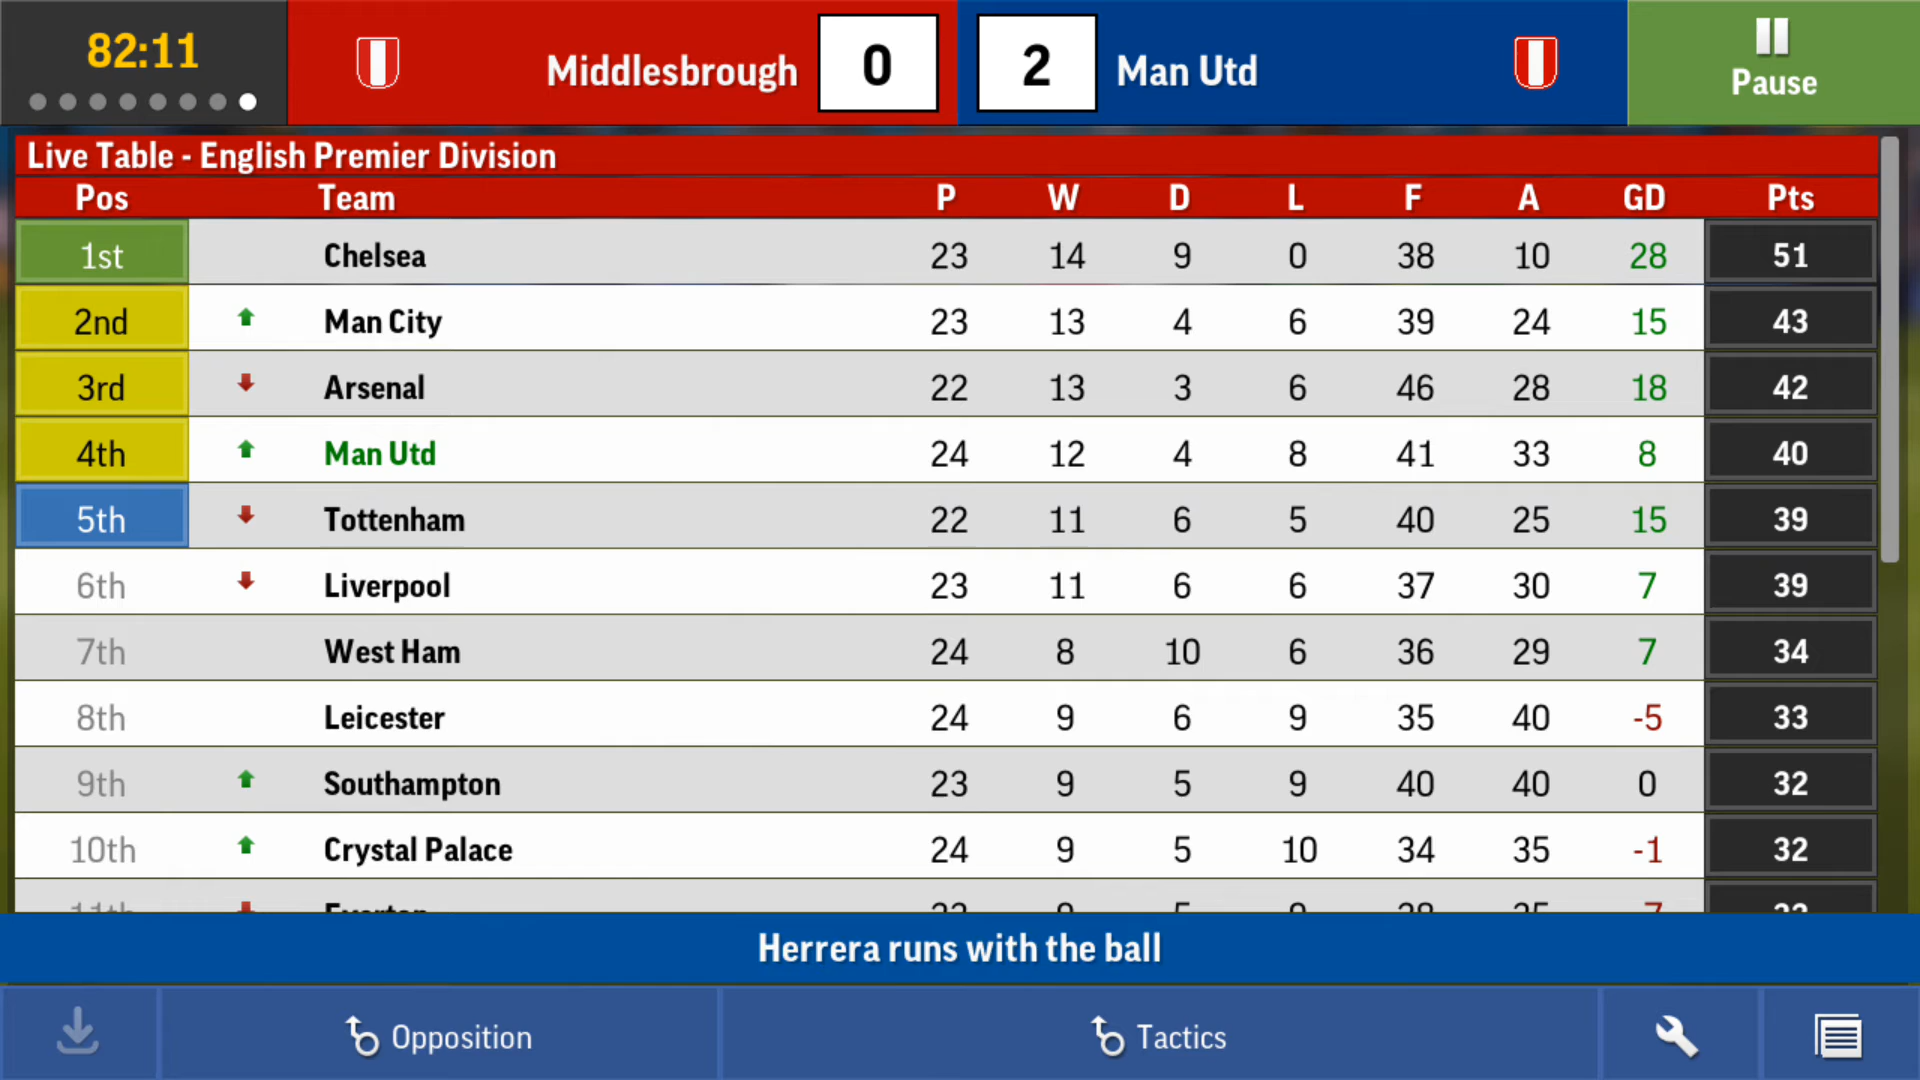 82:11 Middlesbrough 0 2 Man Utd Pause
Live Table - English Premier Division
Pos Team P W D L F A GD Pts
1st Chelsea 23 14 9 0 38 10 28 51
2nd Man City 23 13 4 6 39 24 15 43
3rd Arsenal 22 13 3 6 46 28 18 42
4th Man Utd 24 12 4 8 41 33 8 40
5th Tottenham 22 11 6 5 40 25 15 39
6th Liverpool 23 11 6 6 37 30 7 39
7th West Ham 24 8 10 6 36 29 7 34
8th Leicester 24 9 6 9 35 40 -5 33
9th Southampton 23 9 5 9 40 40 0 32
10th Crystal Palace 24 9 5 10 34 35 -1 32
11th Everton
Herrera runs with the ball
Opposition Tactics